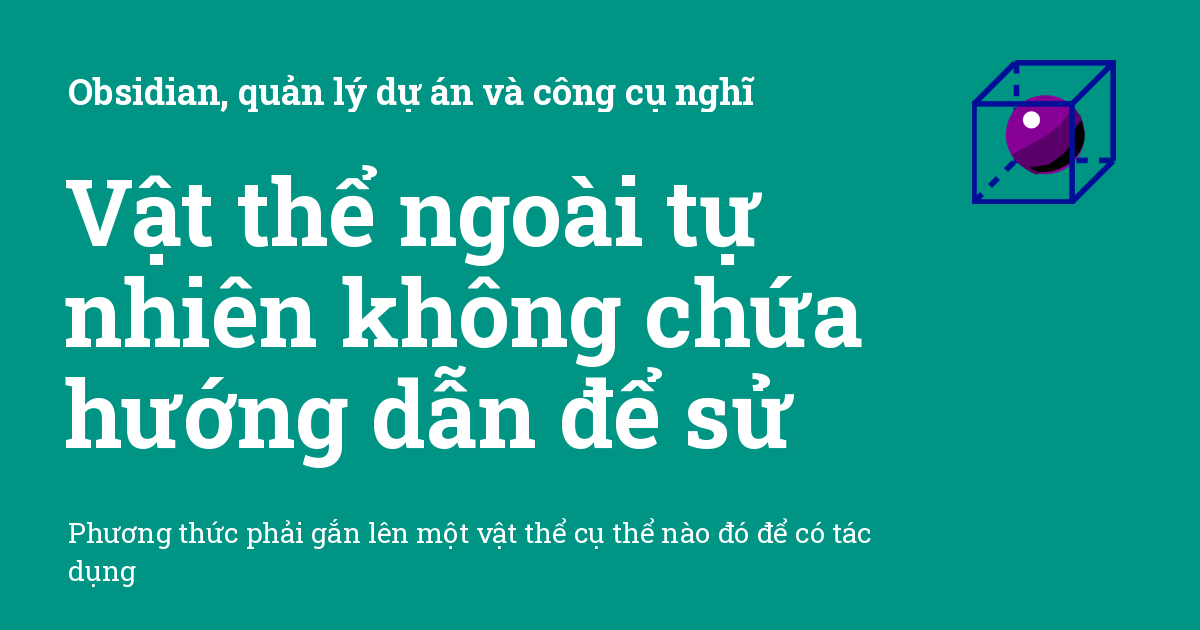 Obsidian, quản lý dự án và công cụ nghĩ
Vật thể ngoài tự
nhiên không chứa
hướng dẫn để sử
Phương thức phải gắn lên một vật thể cụ thể nào đó để có tác
dụng